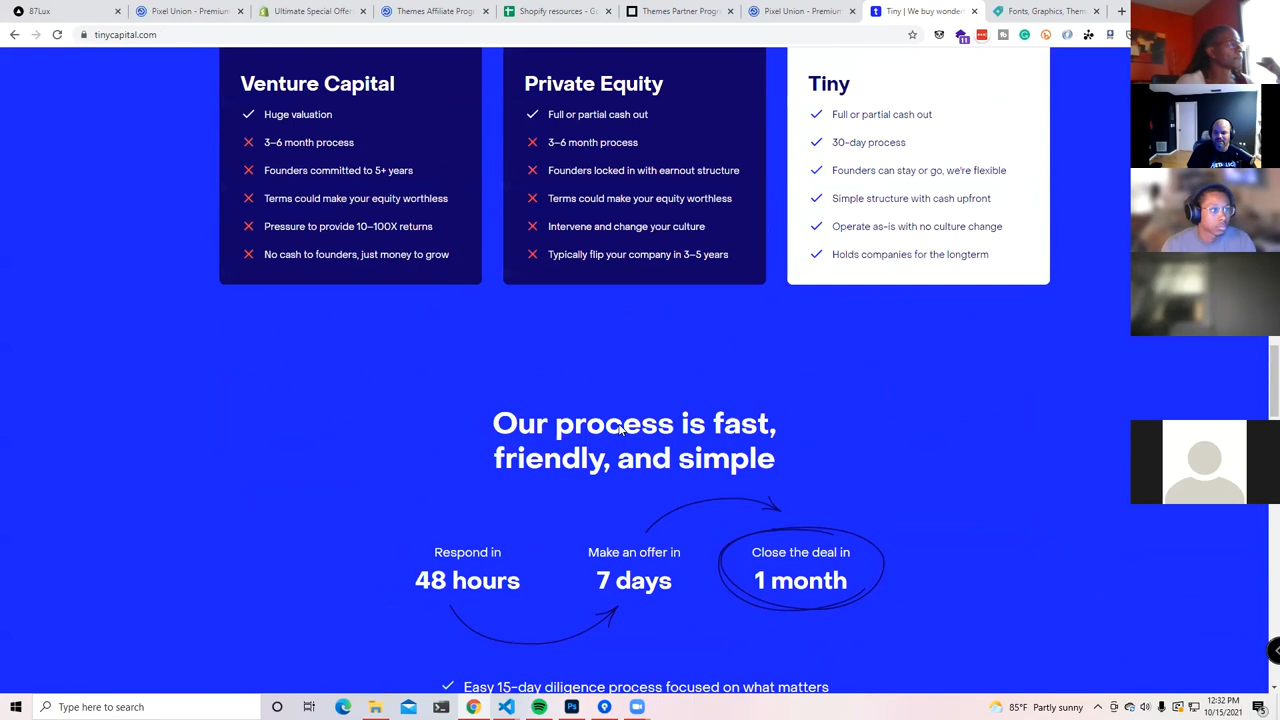 87Lux
Pixel Union - Premium
Ultimate Special Offer
Themes Affiliate Progr
Shopify resources - Go
Themes Partner Progr
Pixel Union - Premium
Tiny | We buy wonder
Fonts, Graphics, Them
tinycapital.com
11
Venture Capital
Huge valuation
3–6 month process
Founders committed to 5+ years
Terms could make your equity worthless
Pressure to provide 10–100X returns
No cash to founders, just money to grow
Private Equity
Full or partial cash out
3–6 month process
Founders locked in with earnout structure
Terms could make your equity worthless
Intervene and change your culture
Typically flip your company in 3–5 years
Tiny
Full or partial cash out
30-day process
Founders can stay or go, we're flexible
Simple structure with cash upfront
Operate as-is with no culture change
Holds companies for the longterm
Our process is fast,
friendly, and simple
Respond in
48 hours
Make an offer in
7 days
Close the deal in
1 month
Easy 15-day diligence process focused on what matters
Type here to search
85°F Partly sunny
12:32 PM
10/15/2021